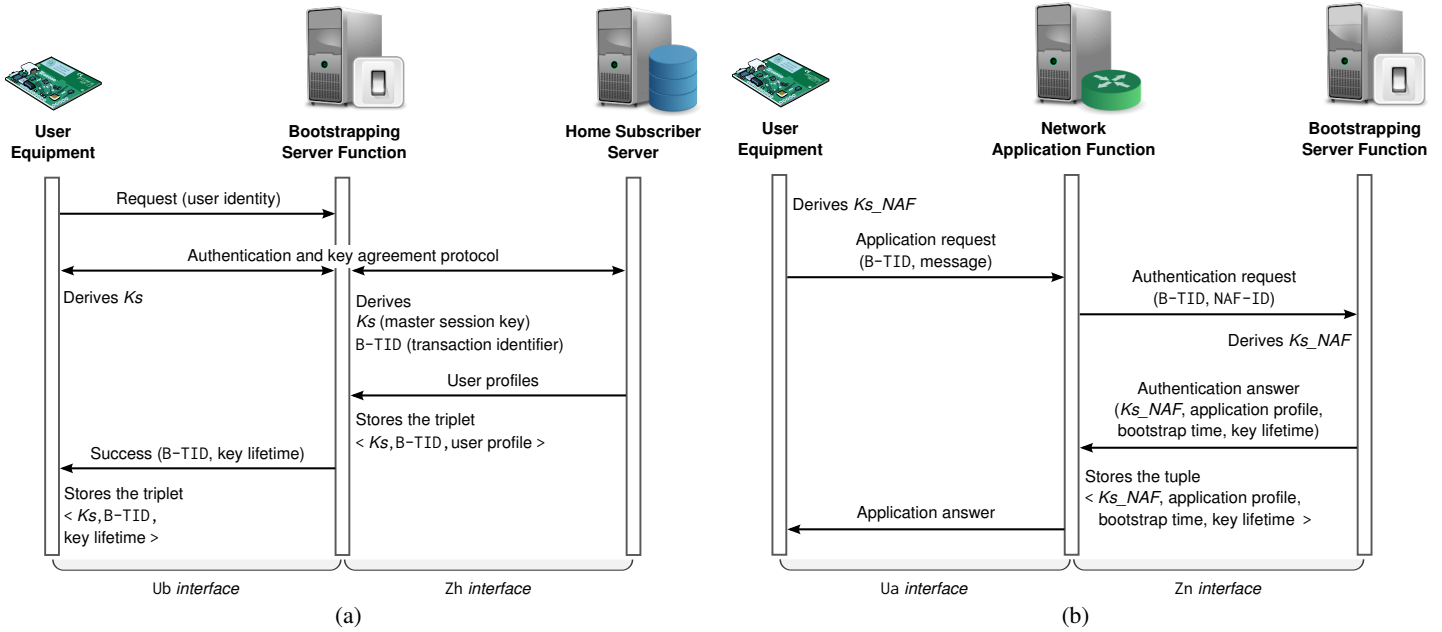 User
Equipment
Bootstrapping
Server Function
Home Subscriber
Server
Request (user identity)
Authentication and key agreement protocol
Derives Ks
Derives
Ks (master session key)
B-TID (transaction identifier)
User profiles
Stores the triplet
< Ks,B-TID,user profile >
Success (B-TID, key lifetime)
Stores the triplet
< Ks,B-TID,
key lifetime >
Ub interface
Zh interface
(a)
User
Equipment
Network
Application Function
Bootstrapping
Server Function
Derives Ks_NAF
Application request
(B-TID, message)
Authentication request
(B-TID, NAF-ID)
Derives Ks_NAF
Authentication answer
(Ks_NAF, application profile,
bootstrap time, key lifetime)
Stores the tuple
< Ks_NAF, application profile,
bootstrap time, key lifetime >
Application answer
Ua interface
Zn interface
(b)